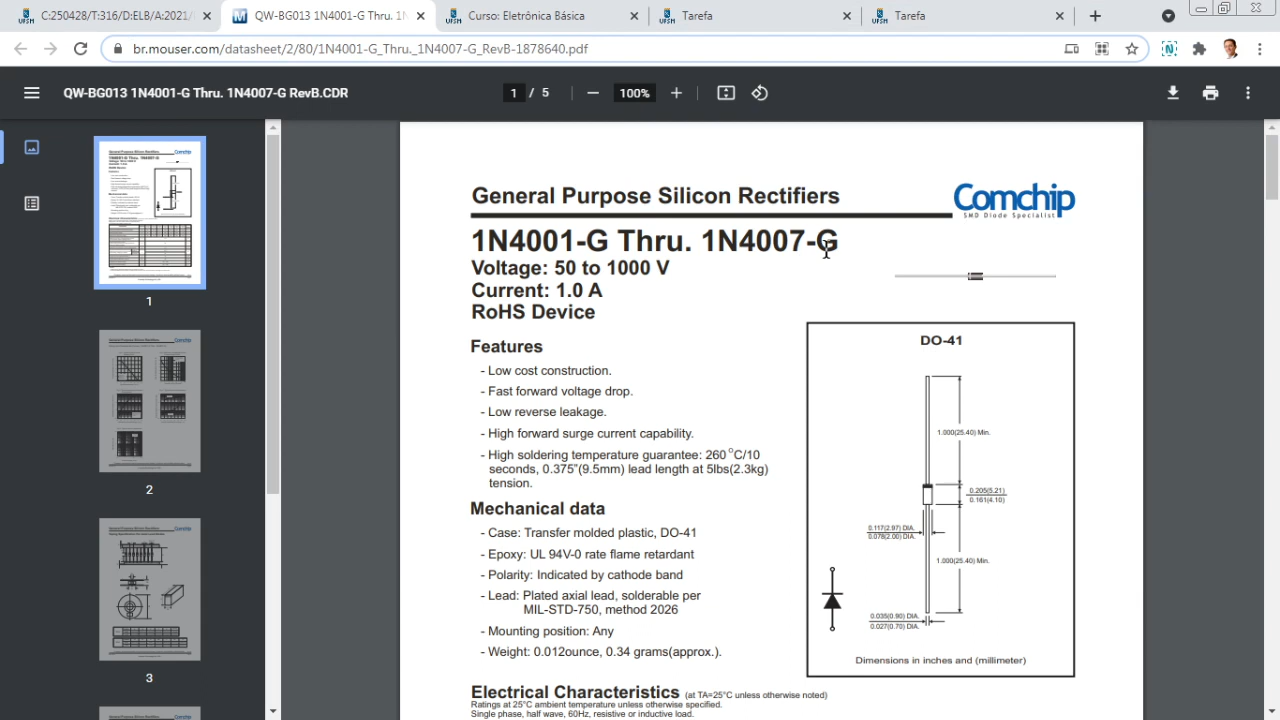 C:250428/T:316/D:ELB/A:2021/
QW-BG013 1N4001-G Thru. 1N
Curso: Eletrônica Básica
Tarefa
Tarefa
br.mouser.com/datasheet/2/80/1N4001-G_Thru._1N4007-G_RevB-1878640.pdf
QW-BG013 1N4001-G Thru. 1N4007-G RevB.CDR
1 / 5
100%
1
2
3
General Purpose Silicon Rectifiers
Comchip
SMD Diode Specialist
1N4001-G Thru. 1N4007-G
Voltage: 50 to 1000 V
Current: 1.0 A
RoHS Device
Features
- Low cost construction.
- Fast forward voltage drop.
- Low reverse leakage.
- High forward surge current capability.
- High soldering temperature guarantee: 260°C/10
seconds, 0.375”(9.5mm) lead length at 5lbs(2.3kg)
tension.
Mechanical data
- Case: Transfer molded plastic, DO-41
- Epoxy: UL 94V-0 rate flame retardant
- Polarity: Indicated by cathode band
- Lead: Plated axial lead, solderable per
MIL-STD-750, method 2026
- Mounting position: Any
- Weight: 0.012ounce, 0.34 grams(approx.).
DO-41
1.000(25.40) Min.
0.205(5.21)
0.161(4.10)
0.117(2.97) DIA.
0.078(2.00) DIA.
1.000(25.40) Min.
0.035(0.90) DIA.
0.027(0.70) DIA.
Dimensions in inches and (millimeter)
Electrical Characteristics (at TA=25°C unless otherwise noted)
Ratings at 25°C ambient temperature unless otherwise specified.
Single phase, half wave, 60Hz, resistive or inductive load.